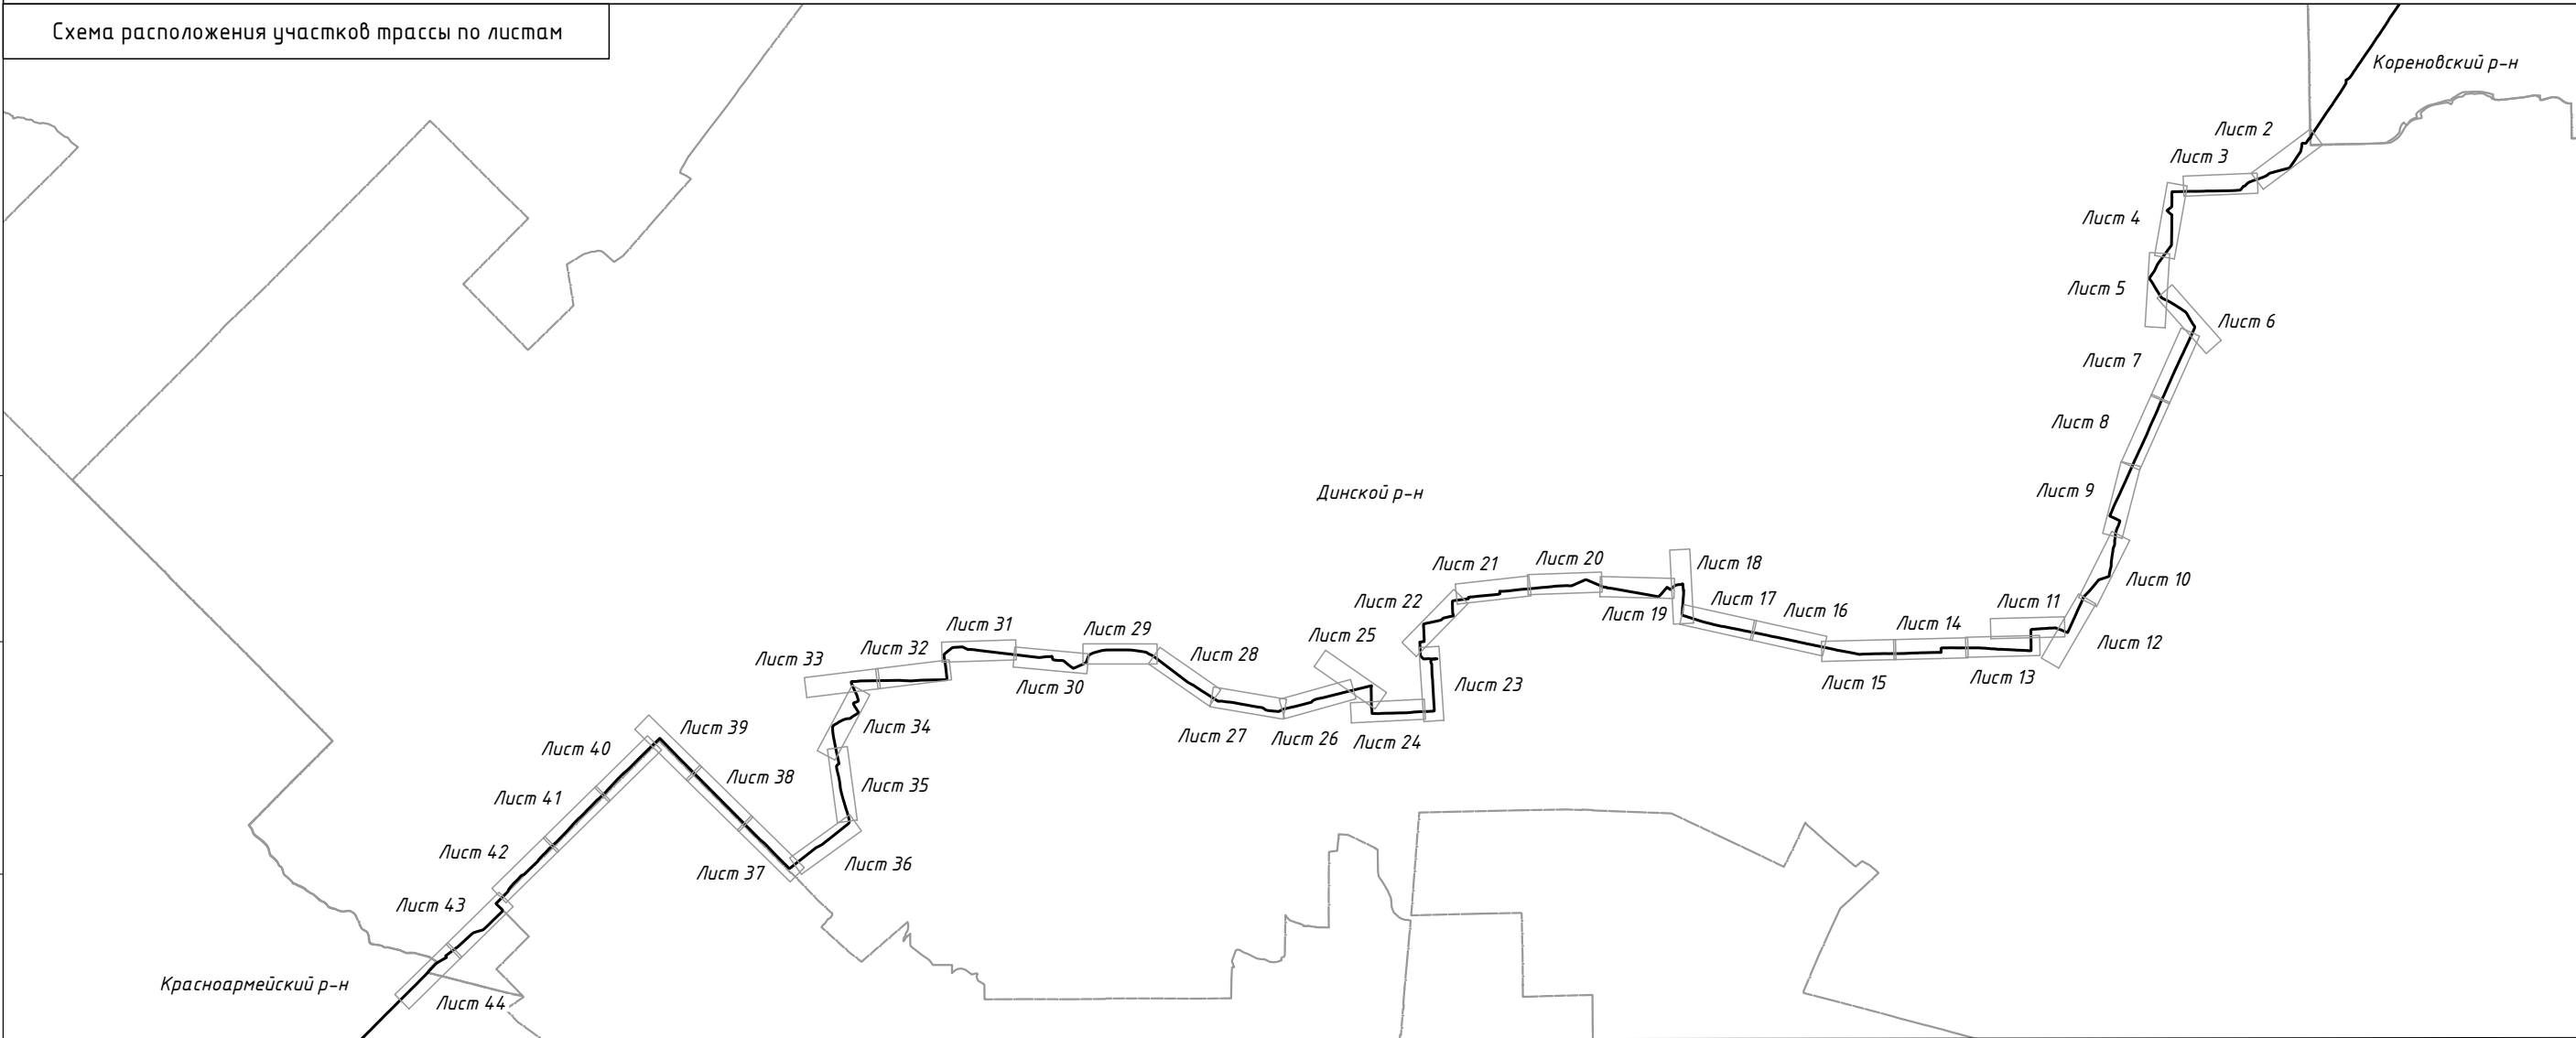 Схема расположения участков трассы по листам
Кореновский р-н
Лист 2
Лист 3
Лист 4
Лист 5
Лист 6
Лист 7
Лист 8
Лист 9
Динской р-н
Лист 10
Лист 11
Лист 12
Лист 13
Лист 14
Лист 15
Лист 16
Лист 17
Лист 18
Лист 19
Лист 20
Лист 21
Лист 22
Лист 23
Лист 24
Лист 25
Лист 26
Лист 27
Лист 28
Лист 29
Лист 30
Лист 31
Лист 32
Лист 33
Лист 34
Лист 35
Лист 36
Лист 37
Лист 38
Лист 39
Лист 40
Лист 41
Лист 42
Лист 43
Лист 44
Красноармейский р-н